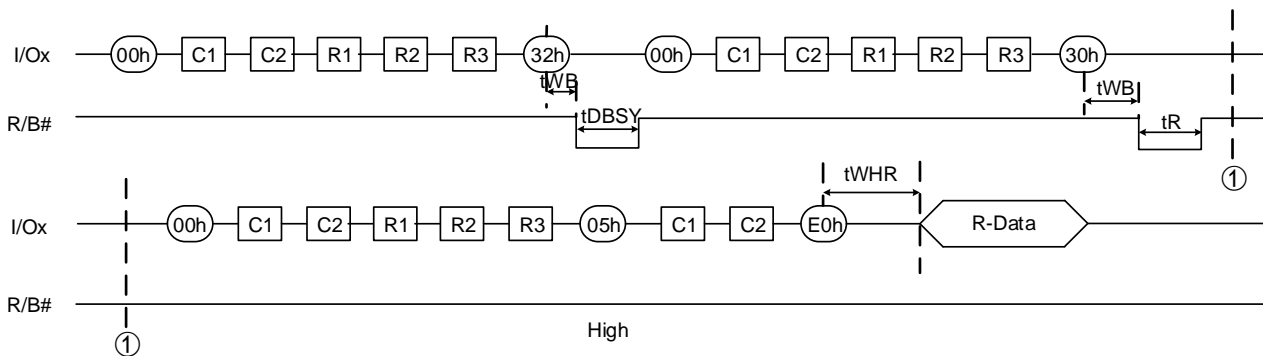 I/Ox 00h C1 C2 R1 R2 R3 32h 00h C1 C2 R1 R2 R3 30h
tWB tWB
R/B# tDBSY tR
①
tWHR
I/Ox 00h C1 C2 R1 R2 R3 05h C1 C2 E0h R-Data
R/B#
High
①